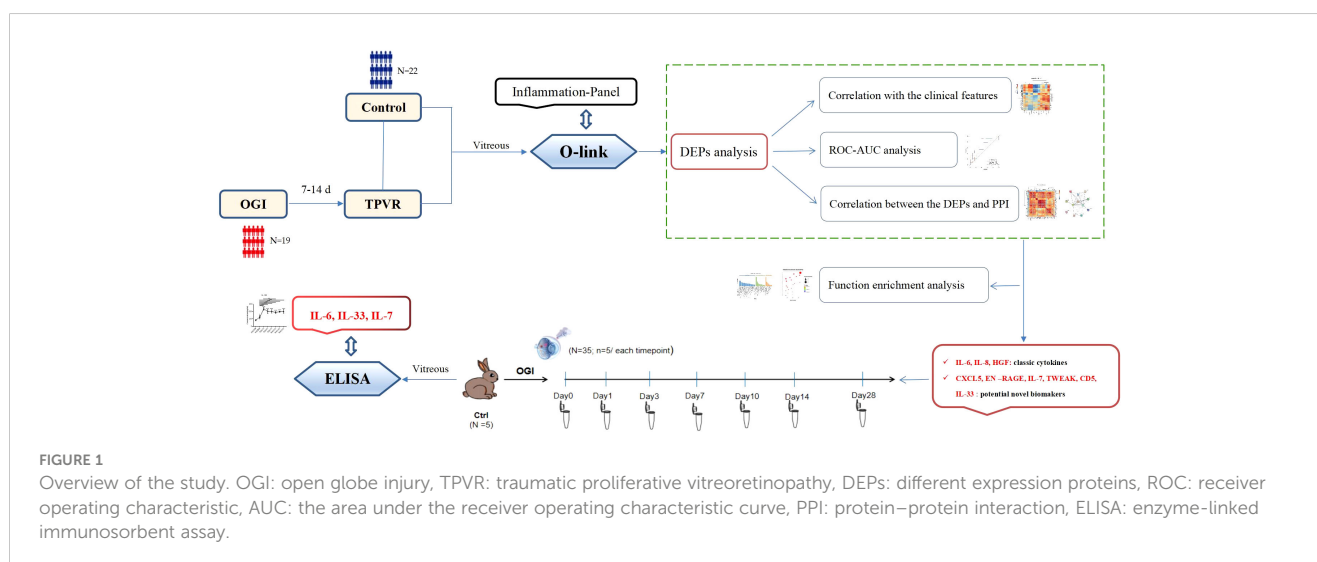 N=22
Control
Inflammation-Panel
Vitreous
O-link
7-14 d
OGI
TPVR
N=19
DEPs analysis
Correlation with the clinical features
ROC-AUC analysis
Correlation between the DEPs and PPI
Function enrichment analysis
✓ IL-6, IL-8, HGF: classic cytokines
✓ CXCL5, EN –RAGE, IL-7, TWEAK, CD5,
IL-33 : potential novel biomakers
IL-6, IL-33, IL-7
ELISA
Vitreous
Ctrl
(N =5)
OGI
(N=35; n=5/ each timepoint)
Day0 Day1 Day3 Day7 Day10 Day14 Day28
FIGURE 1
Overview of the study. OGI: open globe injury, TPVR: traumatic proliferative vitreoretinopathy, DEPs: different expression proteins, ROC: receiver
operating characteristic, AUC: the area under the receiver operating characteristic curve, PPI: protein–protein interaction, ELISA: enzyme-linked
immunosorbent assay.